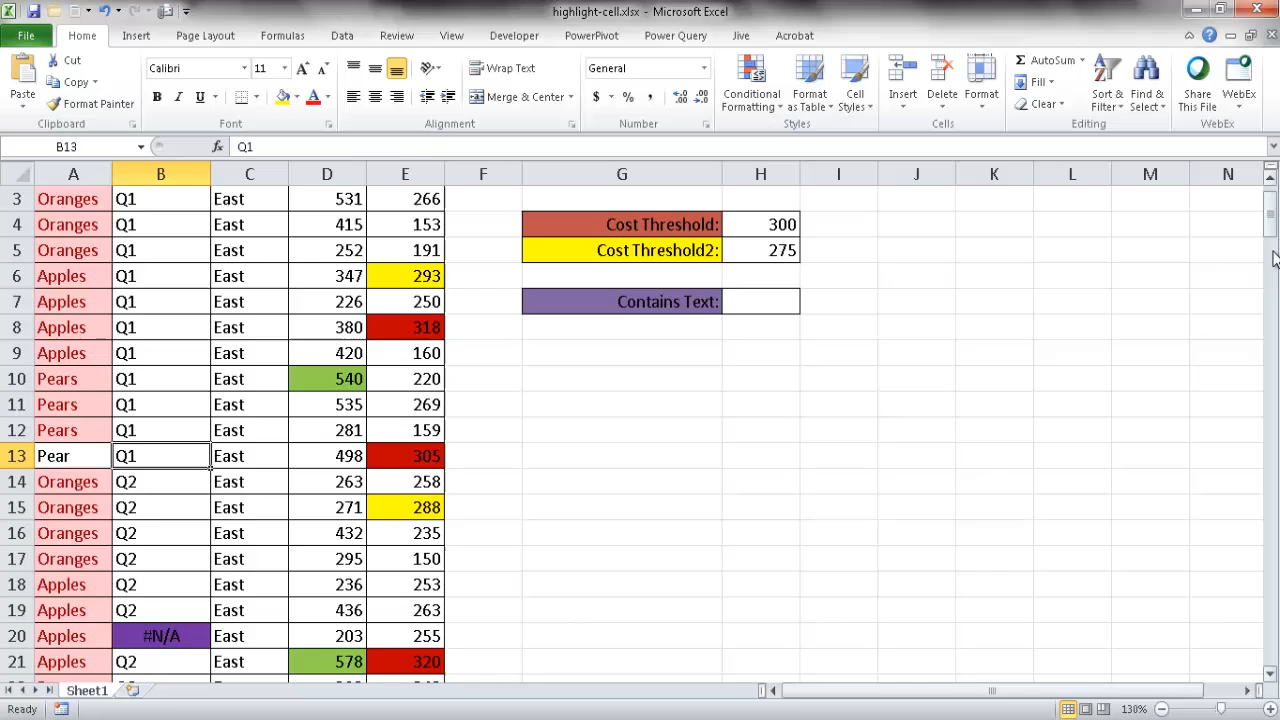 highlight-cell.xlsx - Microsoft Excel
File Home Insert Page Layout Formulas Data Review View Developer PowerPivot Power Query Jive Acrobat
Paste
Cut
Copy
Format Painter
Clipboard
Calibri 11
B I U
Font
Wrap Text
Merge & Center
Alignment
General
$ % ,
Number
Conditional Formatting
Format as Table
Cell Styles
Styles
Insert Delete Format
Cells
Σ AutoSum
Fill
Clear
Sort & Filter
Find & Select
Editing
Share This File
WebEx
WebEx
B13 fx Q1
A B C D E F G H I J K L M N
3 Oranges Q1 East 531 266
4 Oranges Q1 East 415 153 Cost Threshold: 300
5 Oranges Q1 East 252 191 Cost Threshold2: 275
6 Apples Q1 East 347 293
7 Apples Q1 East 226 250 Contains Text:
8 Apples Q1 East 380 318
9 Apples Q1 East 420 160
10 Pears Q1 East 540 220
11 Pears Q1 East 535 269
12 Pears Q1 East 281 159
13 Pear Q1 East 498 305
14 Oranges Q2 East 263 258
15 Oranges Q2 East 271 288
16 Oranges Q2 East 432 235
17 Oranges Q2 East 295 150
18 Apples Q2 East 236 253
19 Apples Q2 East 436 263
20 Apples #N/A East 203 255
21 Apples Q2 East 578 320
Sheet1
Ready 130%